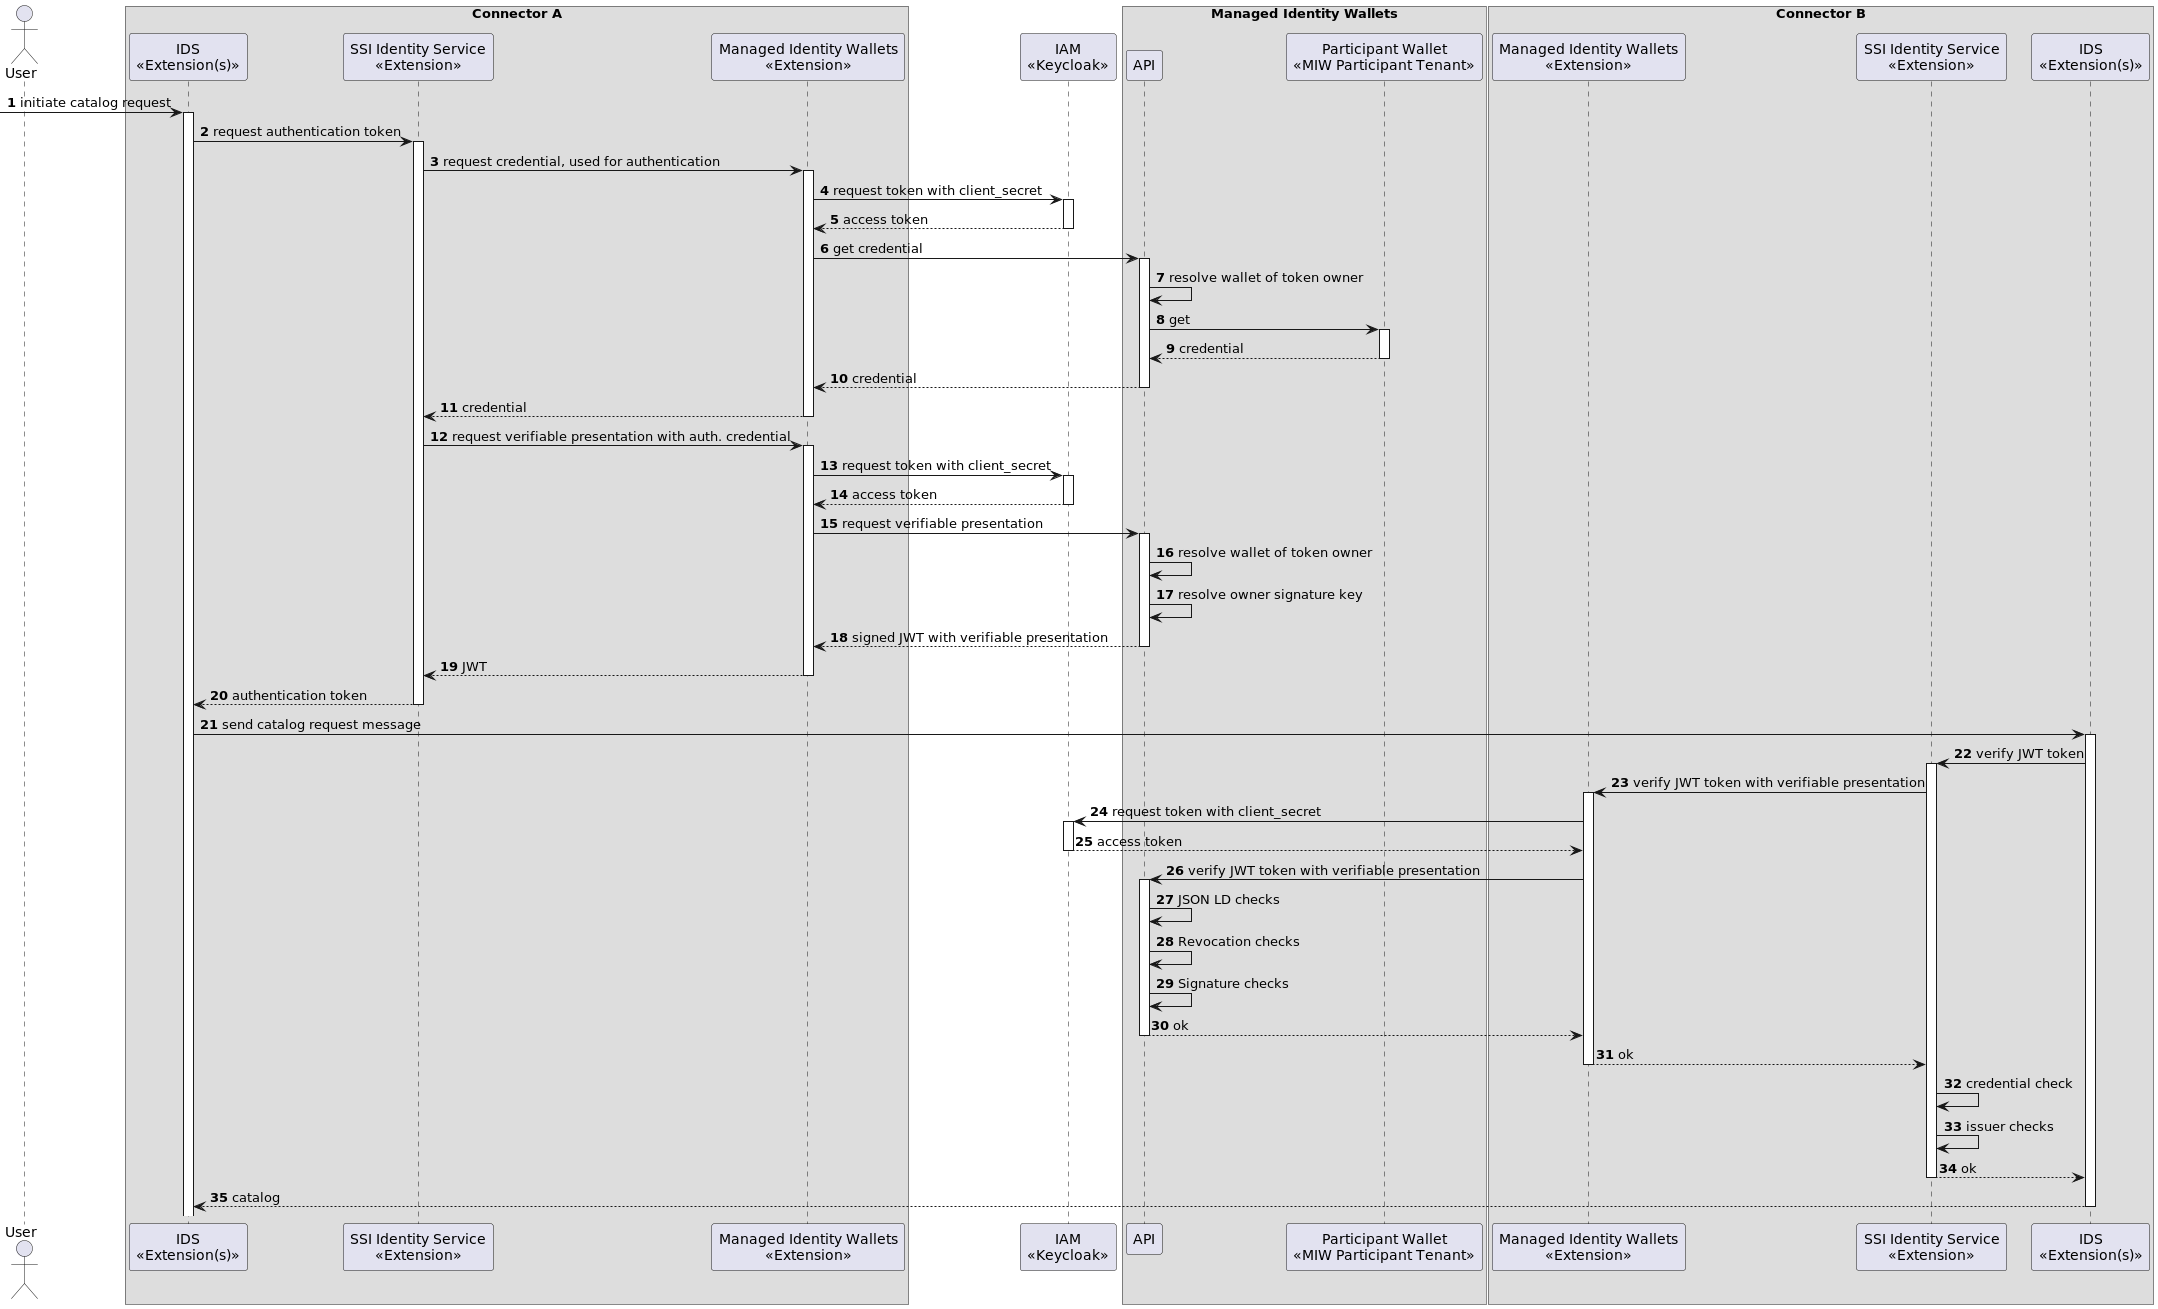 Connector A
Managed Identity Wallets
Connector B
User
IDS
«Extension(s)»
SSI Identity Service
«Extension»
Managed Identity Wallets
«Extension»
IAM
«Keycloak»
API
Participant Wallet
«MIW Participant Tenant»
Managed Identity Wallets
«Extension»
SSI Identity Service
«Extension»
IDS
«Extension(s)»
1 initiate catalog request
2 request authentication token
3 request credential, used for authentication
4 request token with client_secret
5 access token
6 get credential
7 resolve wallet of token owner
8 get
9 credential
10 credential
11 credential
12 request verifiable presentation with auth. credential
13 request token with client_secret
14 access token
15 request verifiable presentation
16 resolve wallet of token owner
17 resolve owner signature key
18 signed JWT with verifiable presentation
19 JWT
20 authentication token
21 send catalog request message
22 verify JWT token
23 verify JWT token with verifiable presentation
24 request token with client_secret
25 access token
26 verify JWT token with verifiable presentation
27 JSON LD checks
28 Revocation checks
29 Signature checks
30 ok
31 ok
32 credential check
33 issuer checks
34 ok
35 catalog
User
IDS
«Extension(s)»
SSI Identity Service
«Extension»
Managed Identity Wallets
«Extension»
IAM
«Keycloak»
API
Participant Wallet
«MIW Participant Tenant»
Managed Identity Wallets
«Extension»
SSI Identity Service
«Extension»
IDS
«Extension(s)»